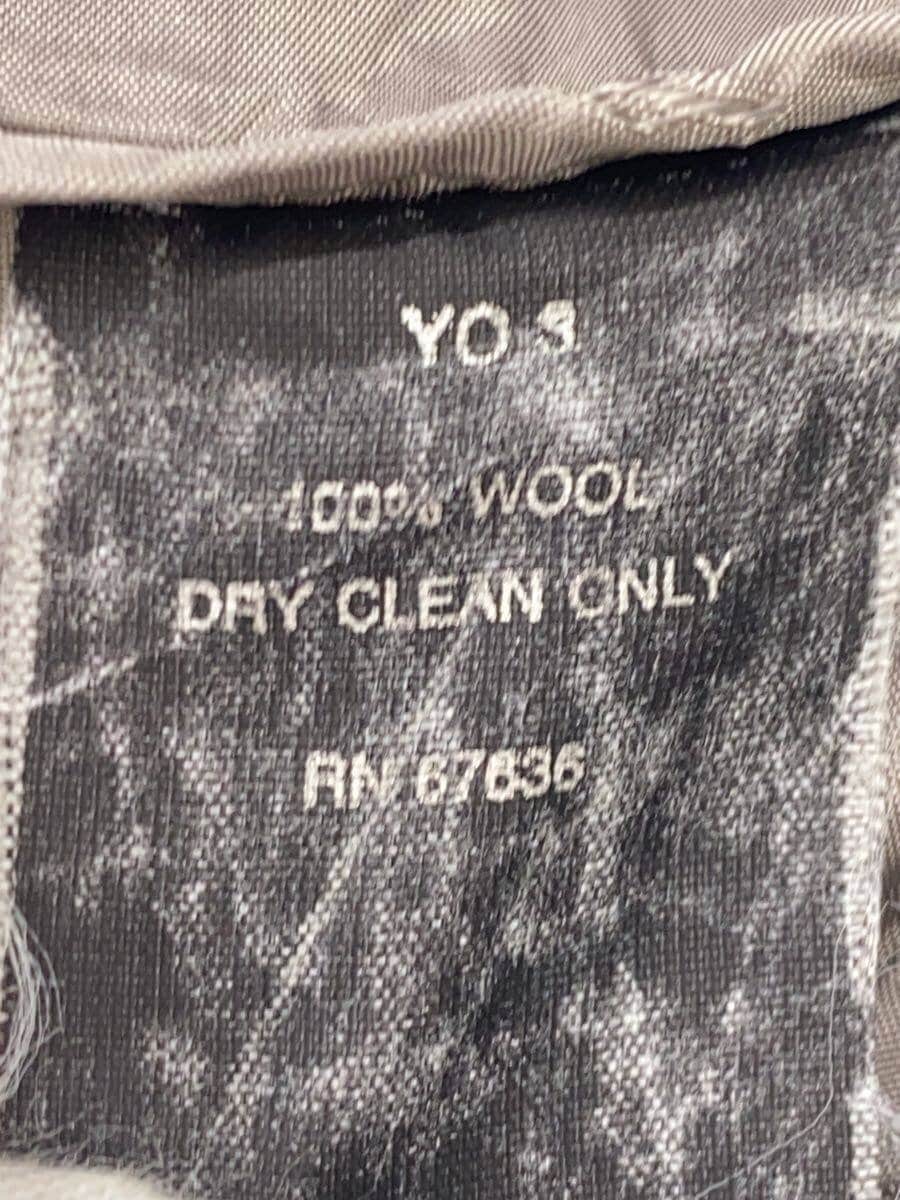 YO 3
100% WOOL
DRY CLEAN ONLY
RN 67636